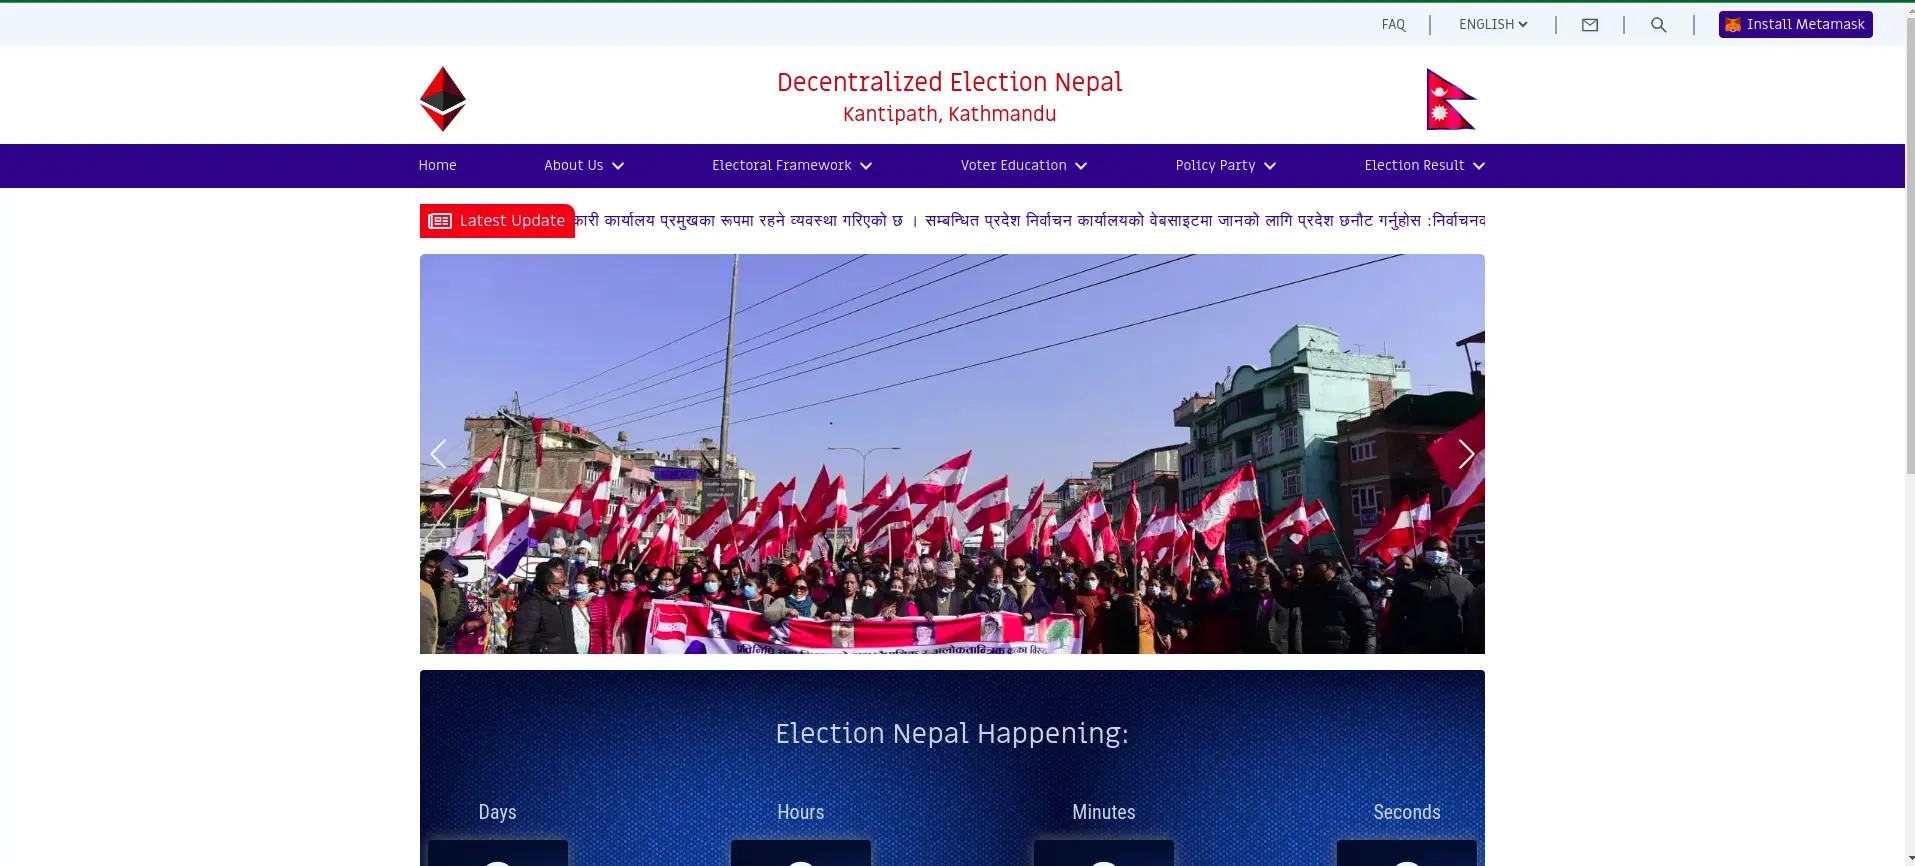 FAQ
ENGLISH
Install Metamask
Decentralized Election Nepal
Kantipath, Kathmandu
Home
About Us
Electoral Framework
Voter Education
Policy Party
Election Result
Latest Update
कारी कार्यालय प्रमुखका रूपमा रहने व्यवस्था गरिएको छ । सम्बन्धित प्रदेश निर्वाचन कार्यालयको वेबसाइटमा जानको लागि प्रदेश छनौट गर्नुहोस :निर्वाचनक
Election Nepal Happening:
Days
Hours
Minutes
Seconds